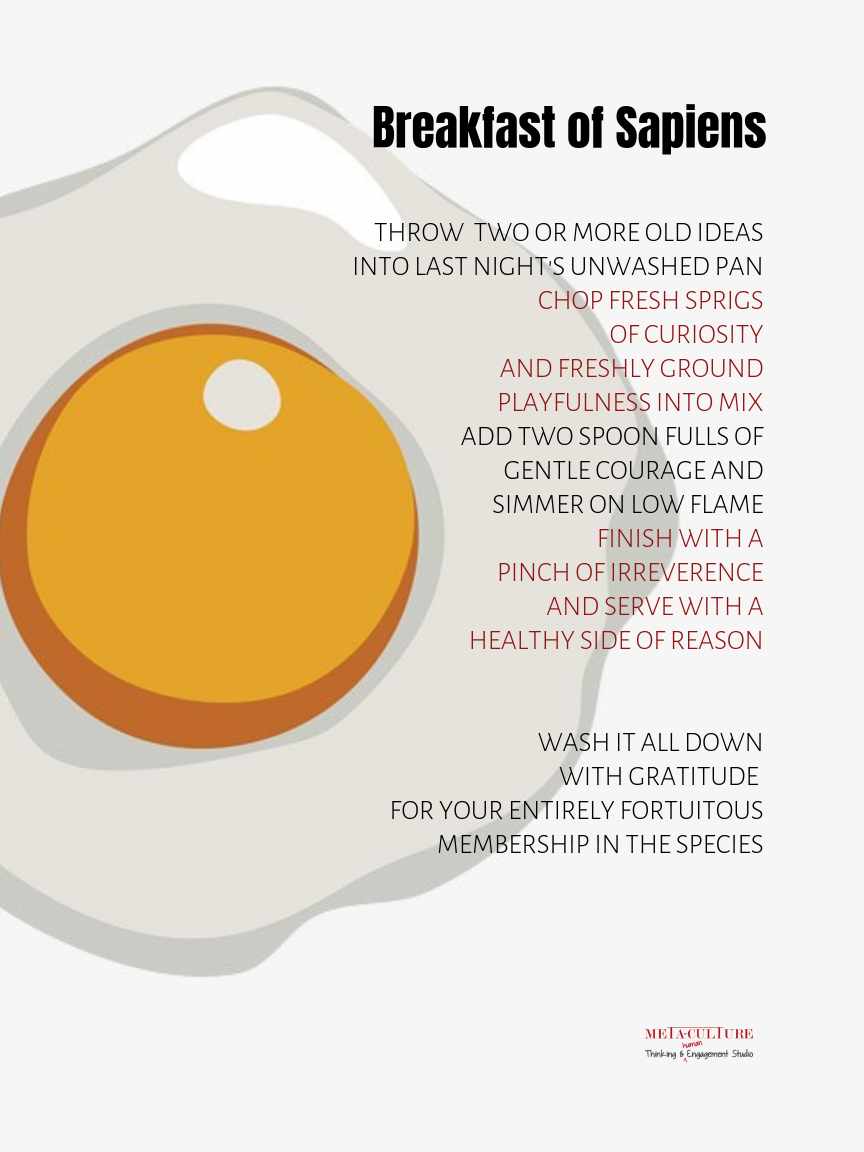 Breakfast of Sapiens
THROW TWO OR MORE OLD IDEAS
INTO LAST NIGHT'S UNWASHED PAN
CHOP FRESH SPRIGS
OF CURIOSITY
AND FRESHLY GROUND
PLAYFULNESS INTO MIX
ADD TWO SPOON FULLS OF
GENTLE COURAGE AND
SIMMER ON LOW FLAME
FINISH WITH A
PINCH OF IRREVERENCE
AND SERVE WITH A
HEALTHY SIDE OF REASON
WASH IT ALL DOWN
WITH GRATITUDE
FOR YOUR ENTIRELY FORTUITOUS
MEMBERSHIP IN THE SPECIES
META-CULTURE
human
Thinking & Engagement Studio